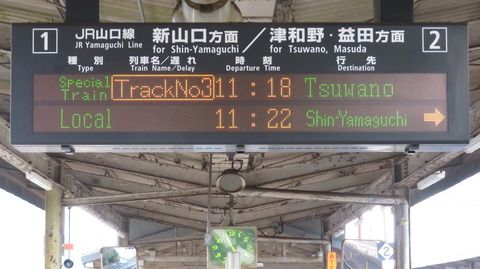 1 JR山口線 新山口方面／津和野・益田方面 2
JR Yamaguchi Line for Shin-Yamaguchi for Tsuwano, Masuda
種別 列車名／遅れ 時刻 行先
Type Train Name/Delay Departure Time Destination
Special Train TrackNo3 11:18 Tsuwano
Local 11:22 Shin-Yamaguchi
2